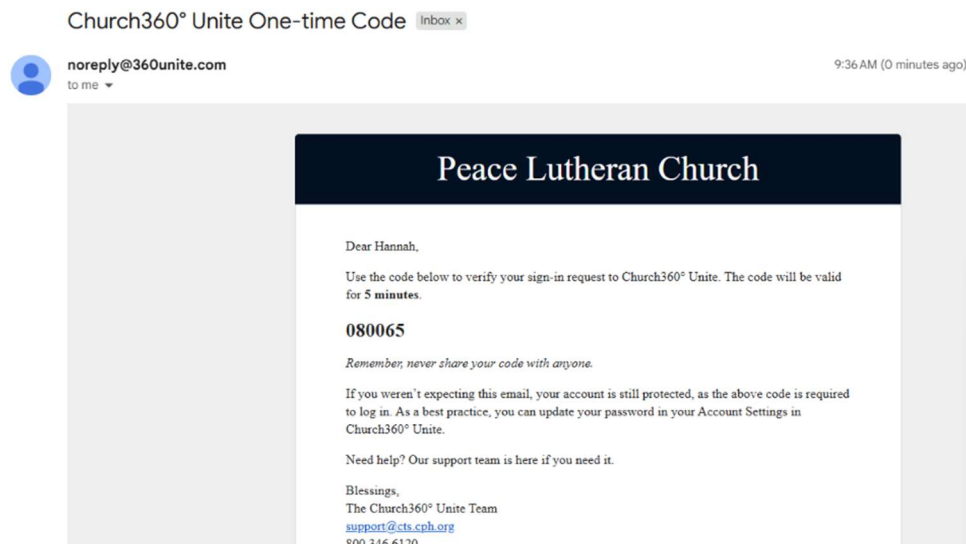 Church360° Unite One-time Code Inbox ×
noreply@360unite.com 9:36 AM (0 minutes ago)
to me
Peace Lutheran Church
Dear Hannah,
Use the code below to verify your sign-in request to Church360° Unite. The code will be valid
for 5 minutes.
080065
Remember, never share your code with anyone.
If you weren't expecting this email, your account is still protected, as the above code is required
to log in. As a best practice, you can update your password in your Account Settings in
Church360° Unite.
Need help? Our support team is here if you need it.
Blessings,
The Church360° Unite Team
support@cts.cph.org
800.346.6120